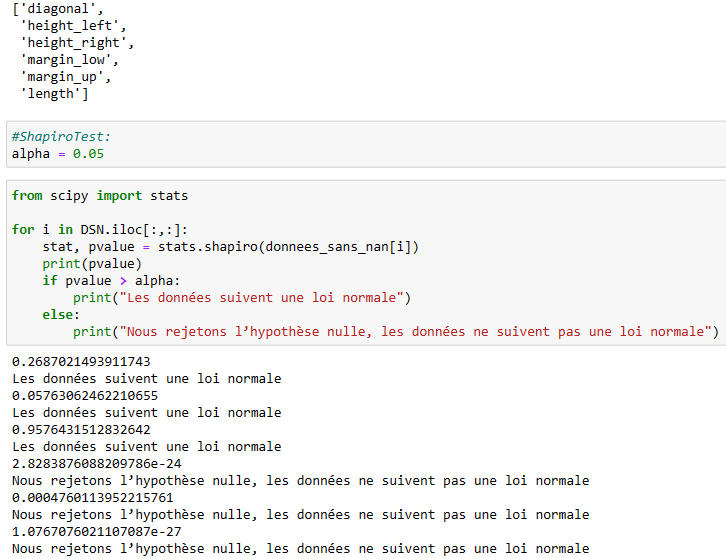 ['diagonal',
 'height_left',
 'height_right',
 'margin_low',
 'margin_up',
 'length']
#ShapiroTest:
alpha = 0.05
from scipy import stats
for i in DSN.iloc[:,:]:
    stat, pvalue = stats.shapiro(donnees_sans_nan[i])
    print(pvalue)
    if pvalue > alpha:
        print("Les données suivent une loi normale")
    else:
        print("Nous rejetons l’hypothèse nulle, les données ne suivent pas une loi normale")
0.2687021493911743
Les données suivent une loi normale
0.05763062462210655
Les données suivent une loi normale
0.9576431512832642
Les données suivent une loi normale
2.8283876088209786e-24
Nous rejetons l’hypothèse nulle, les données ne suivent pas une loi normale
0.0004760113952215761
Nous rejetons l’hypothèse nulle, les données ne suivent pas une loi normale
1.0767076021107087e-27
Nous rejetons l’hypothèse nulle, les données ne suivent pas une loi normale